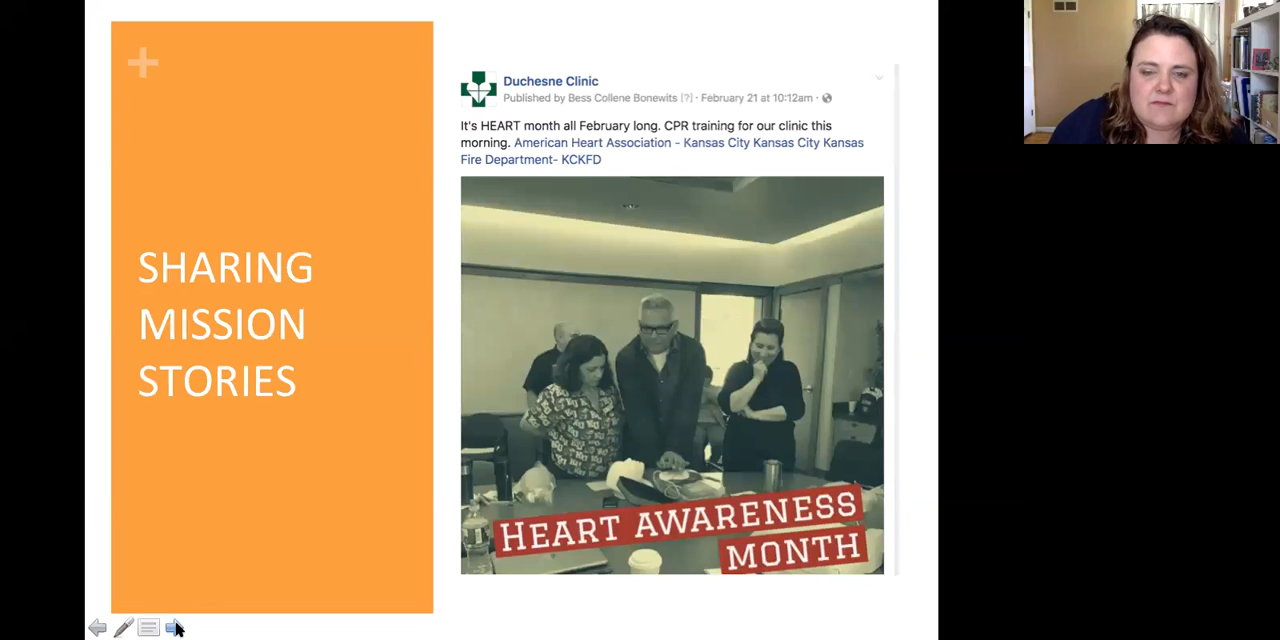 +
SHARING
MISSION
STORIES
Duchesne Clinic
Published by Bess Collene Bonewits [?] · February 21 at 10:12am ·
It's HEART month all February long. CPR training for our clinic this
morning. American Heart Association - Kansas City Kansas City Kansas
Fire Department- KCKFD
HEART AWARENESS
MONTH